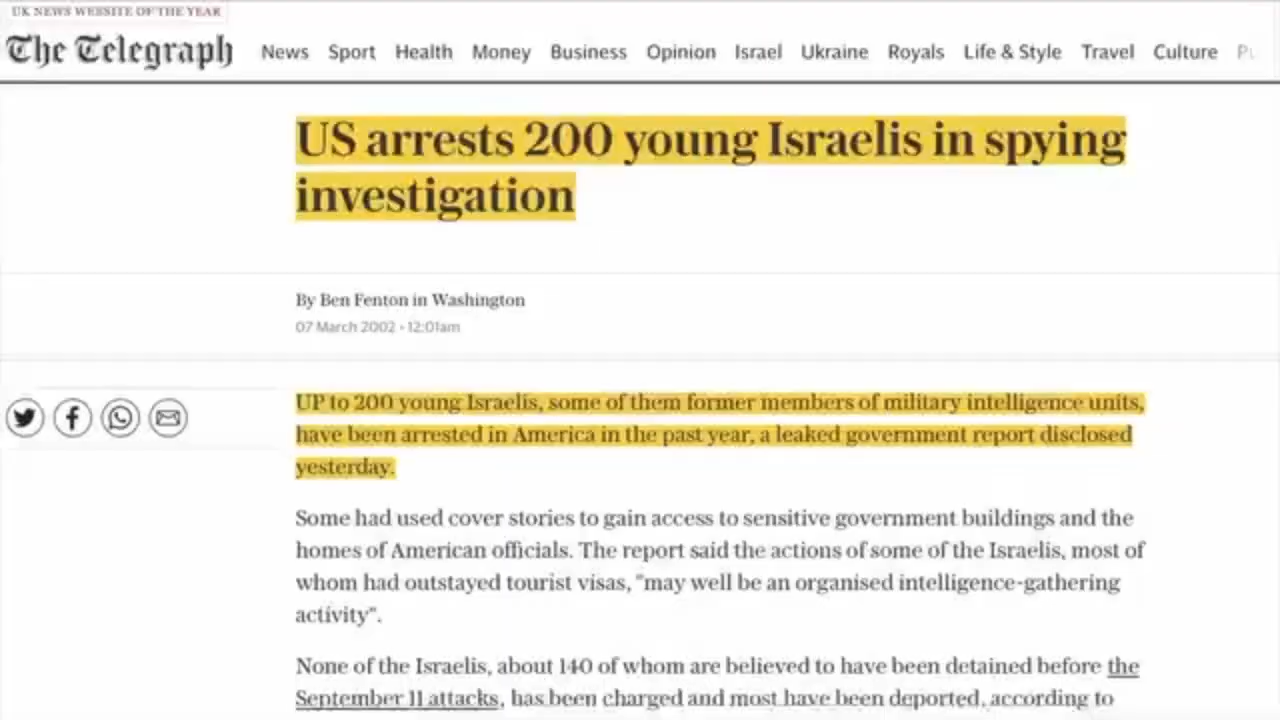 UK NEWS WEBSITE OF THE YEAR
The Telegraph News Sport Health Money Business Opinion Israel Ukraine Royals Life & Style Travel Culture
US arrests 200 young Israelis in spying
investigation
By Ben Fenton in Washington
07 March 2002 • 12:01am
UP to 200 young Israelis, some of them former members of military intelligence units,
have been arrested in America in the past year, a leaked government report disclosed
yesterday.
Some had used cover stories to gain access to sensitive government buildings and the
homes of American officials. The report said the actions of some of the Israelis, most of
whom had outstayed tourist visas, "may well be an organised intelligence-gathering
activity".
None of the Israelis, about 140 of whom are believed to have been detained before the
September 11 attacks, has been charged and most have been deported, according to